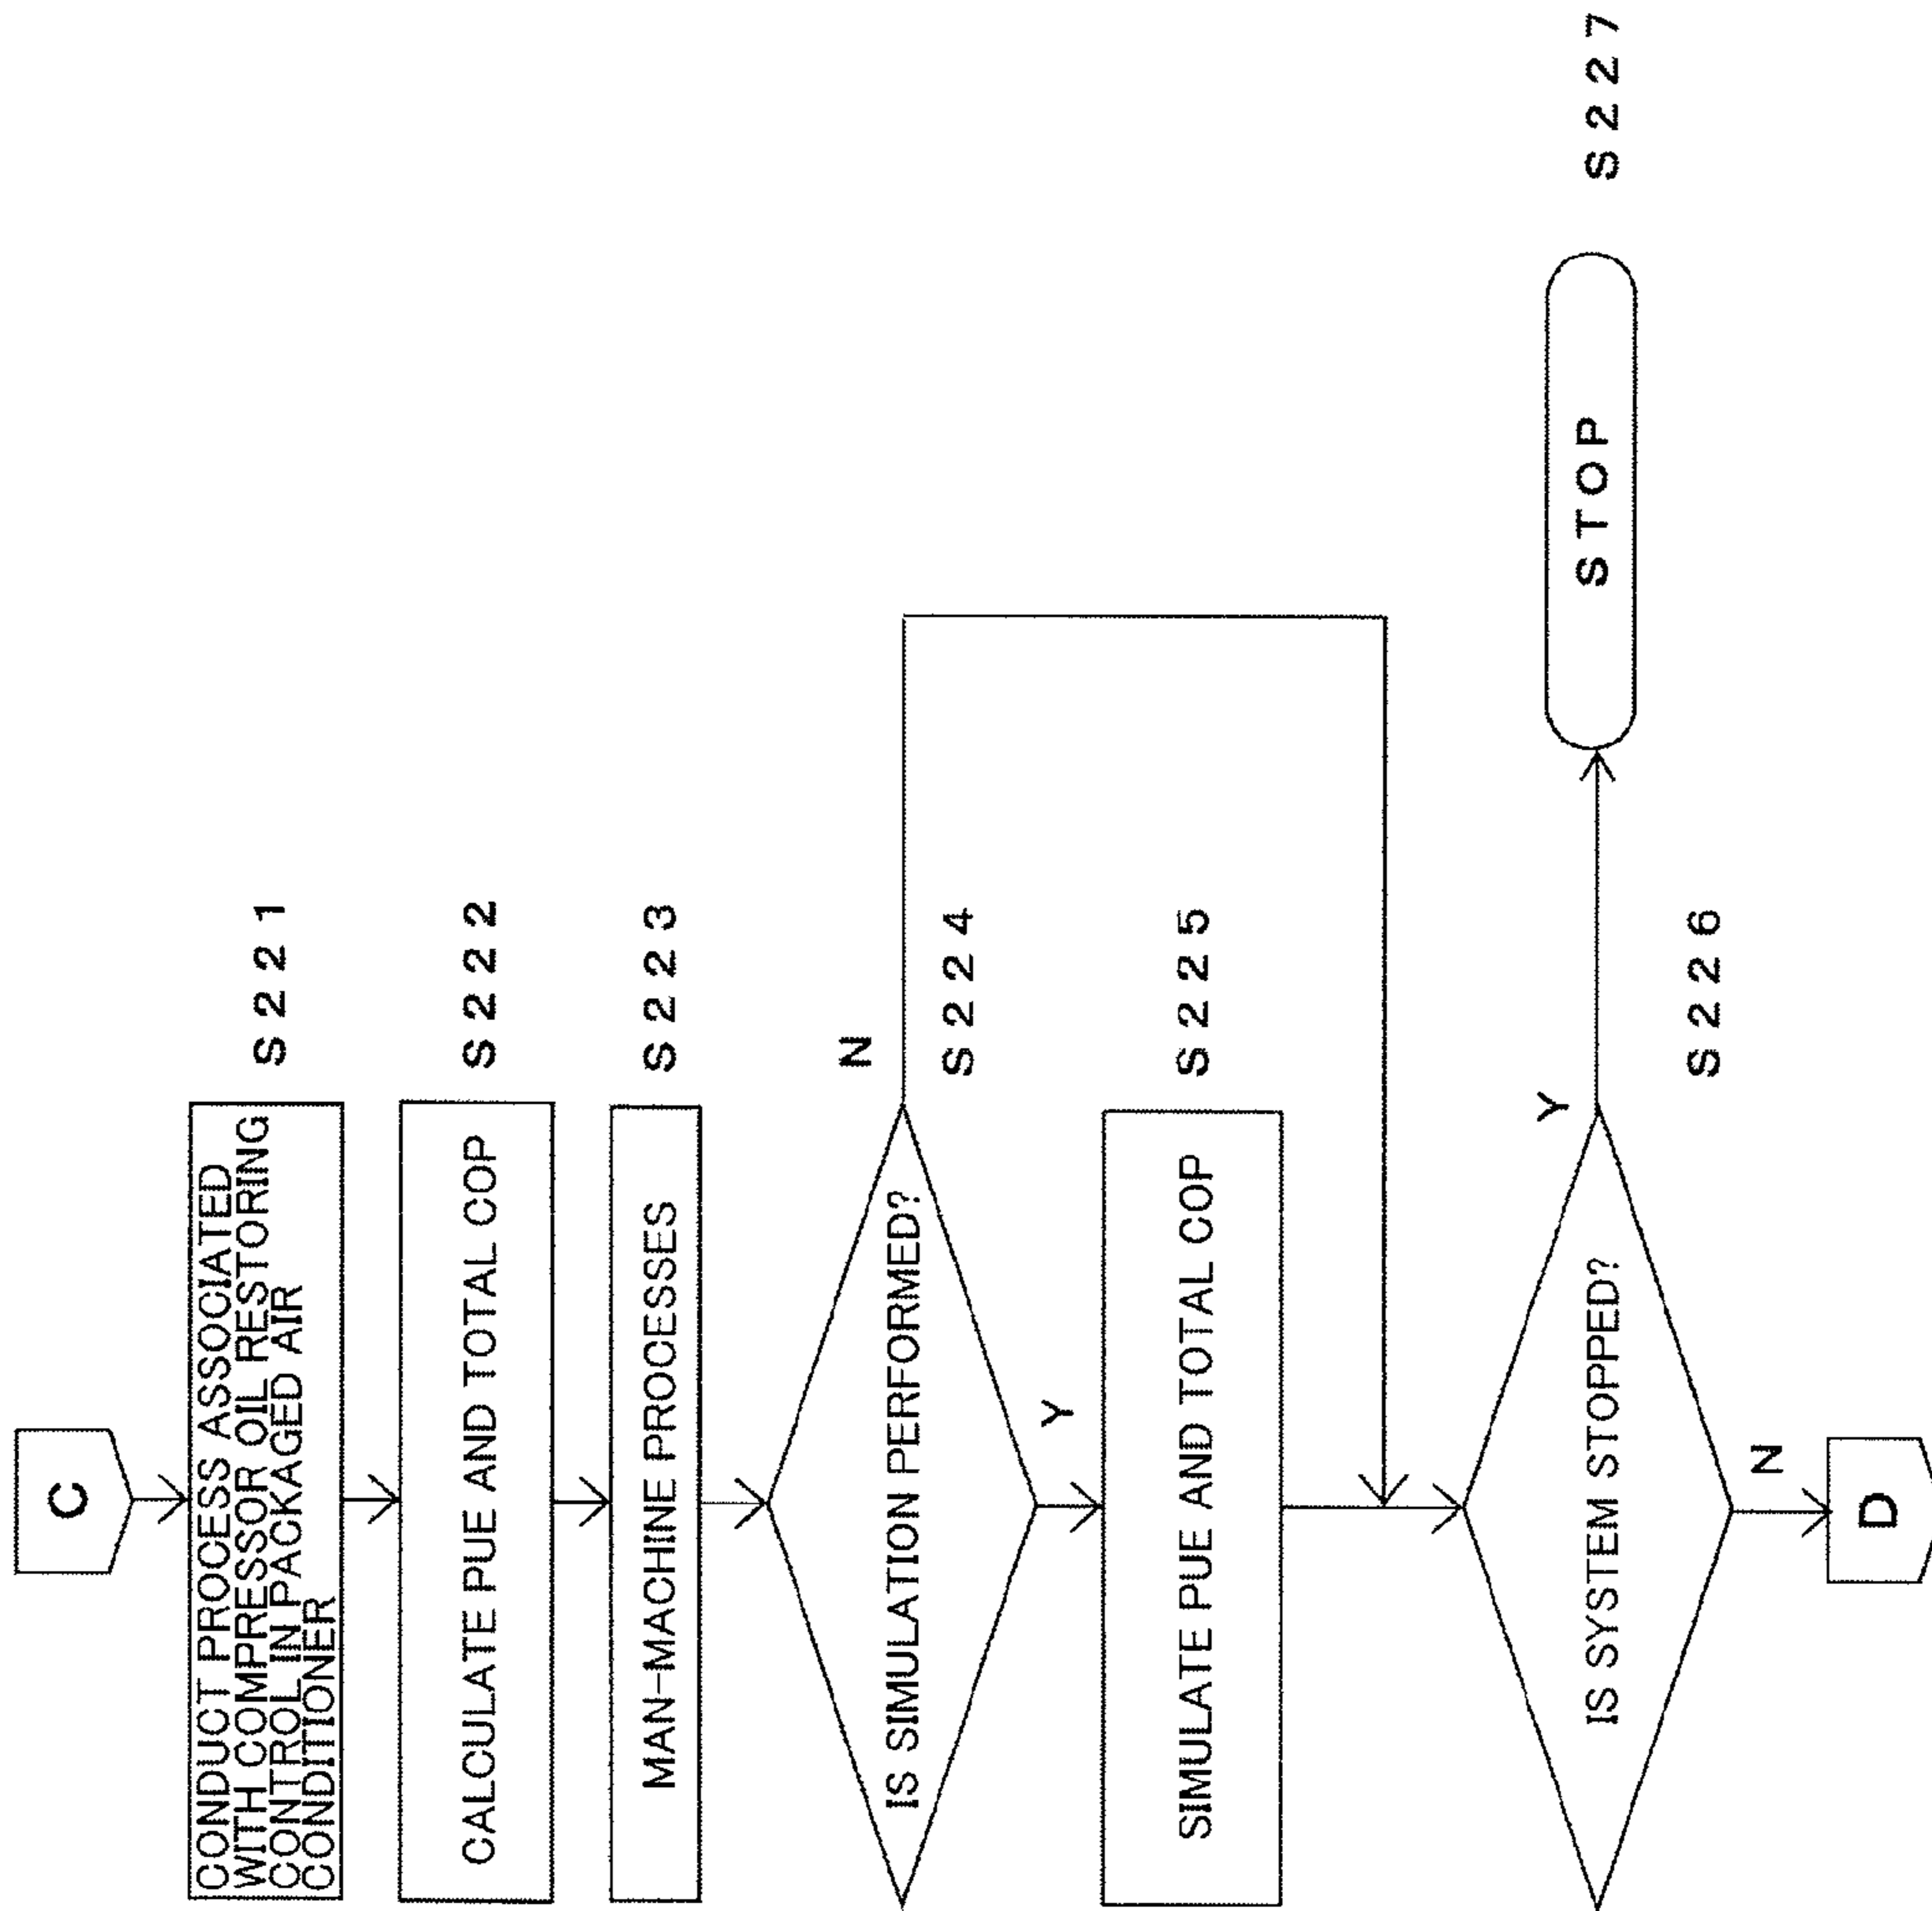 C
CONDUCT PROCESS ASSOCIATED
WITH COMPRESSOR OIL RESTORING
CONTROL IN PACKAGED AIR
CONDITIONER
S221
CALCULATE PUE AND TOTAL COP
S222
MAN-MACHINE PROCESSES
S223
IS SIMULATION PERFORMED?
N
S224
Y
SIMULATE PUE AND TOTAL COP
S225
IS SYSTEM STOPPED?
Y
S226
STOP
S227
N
D